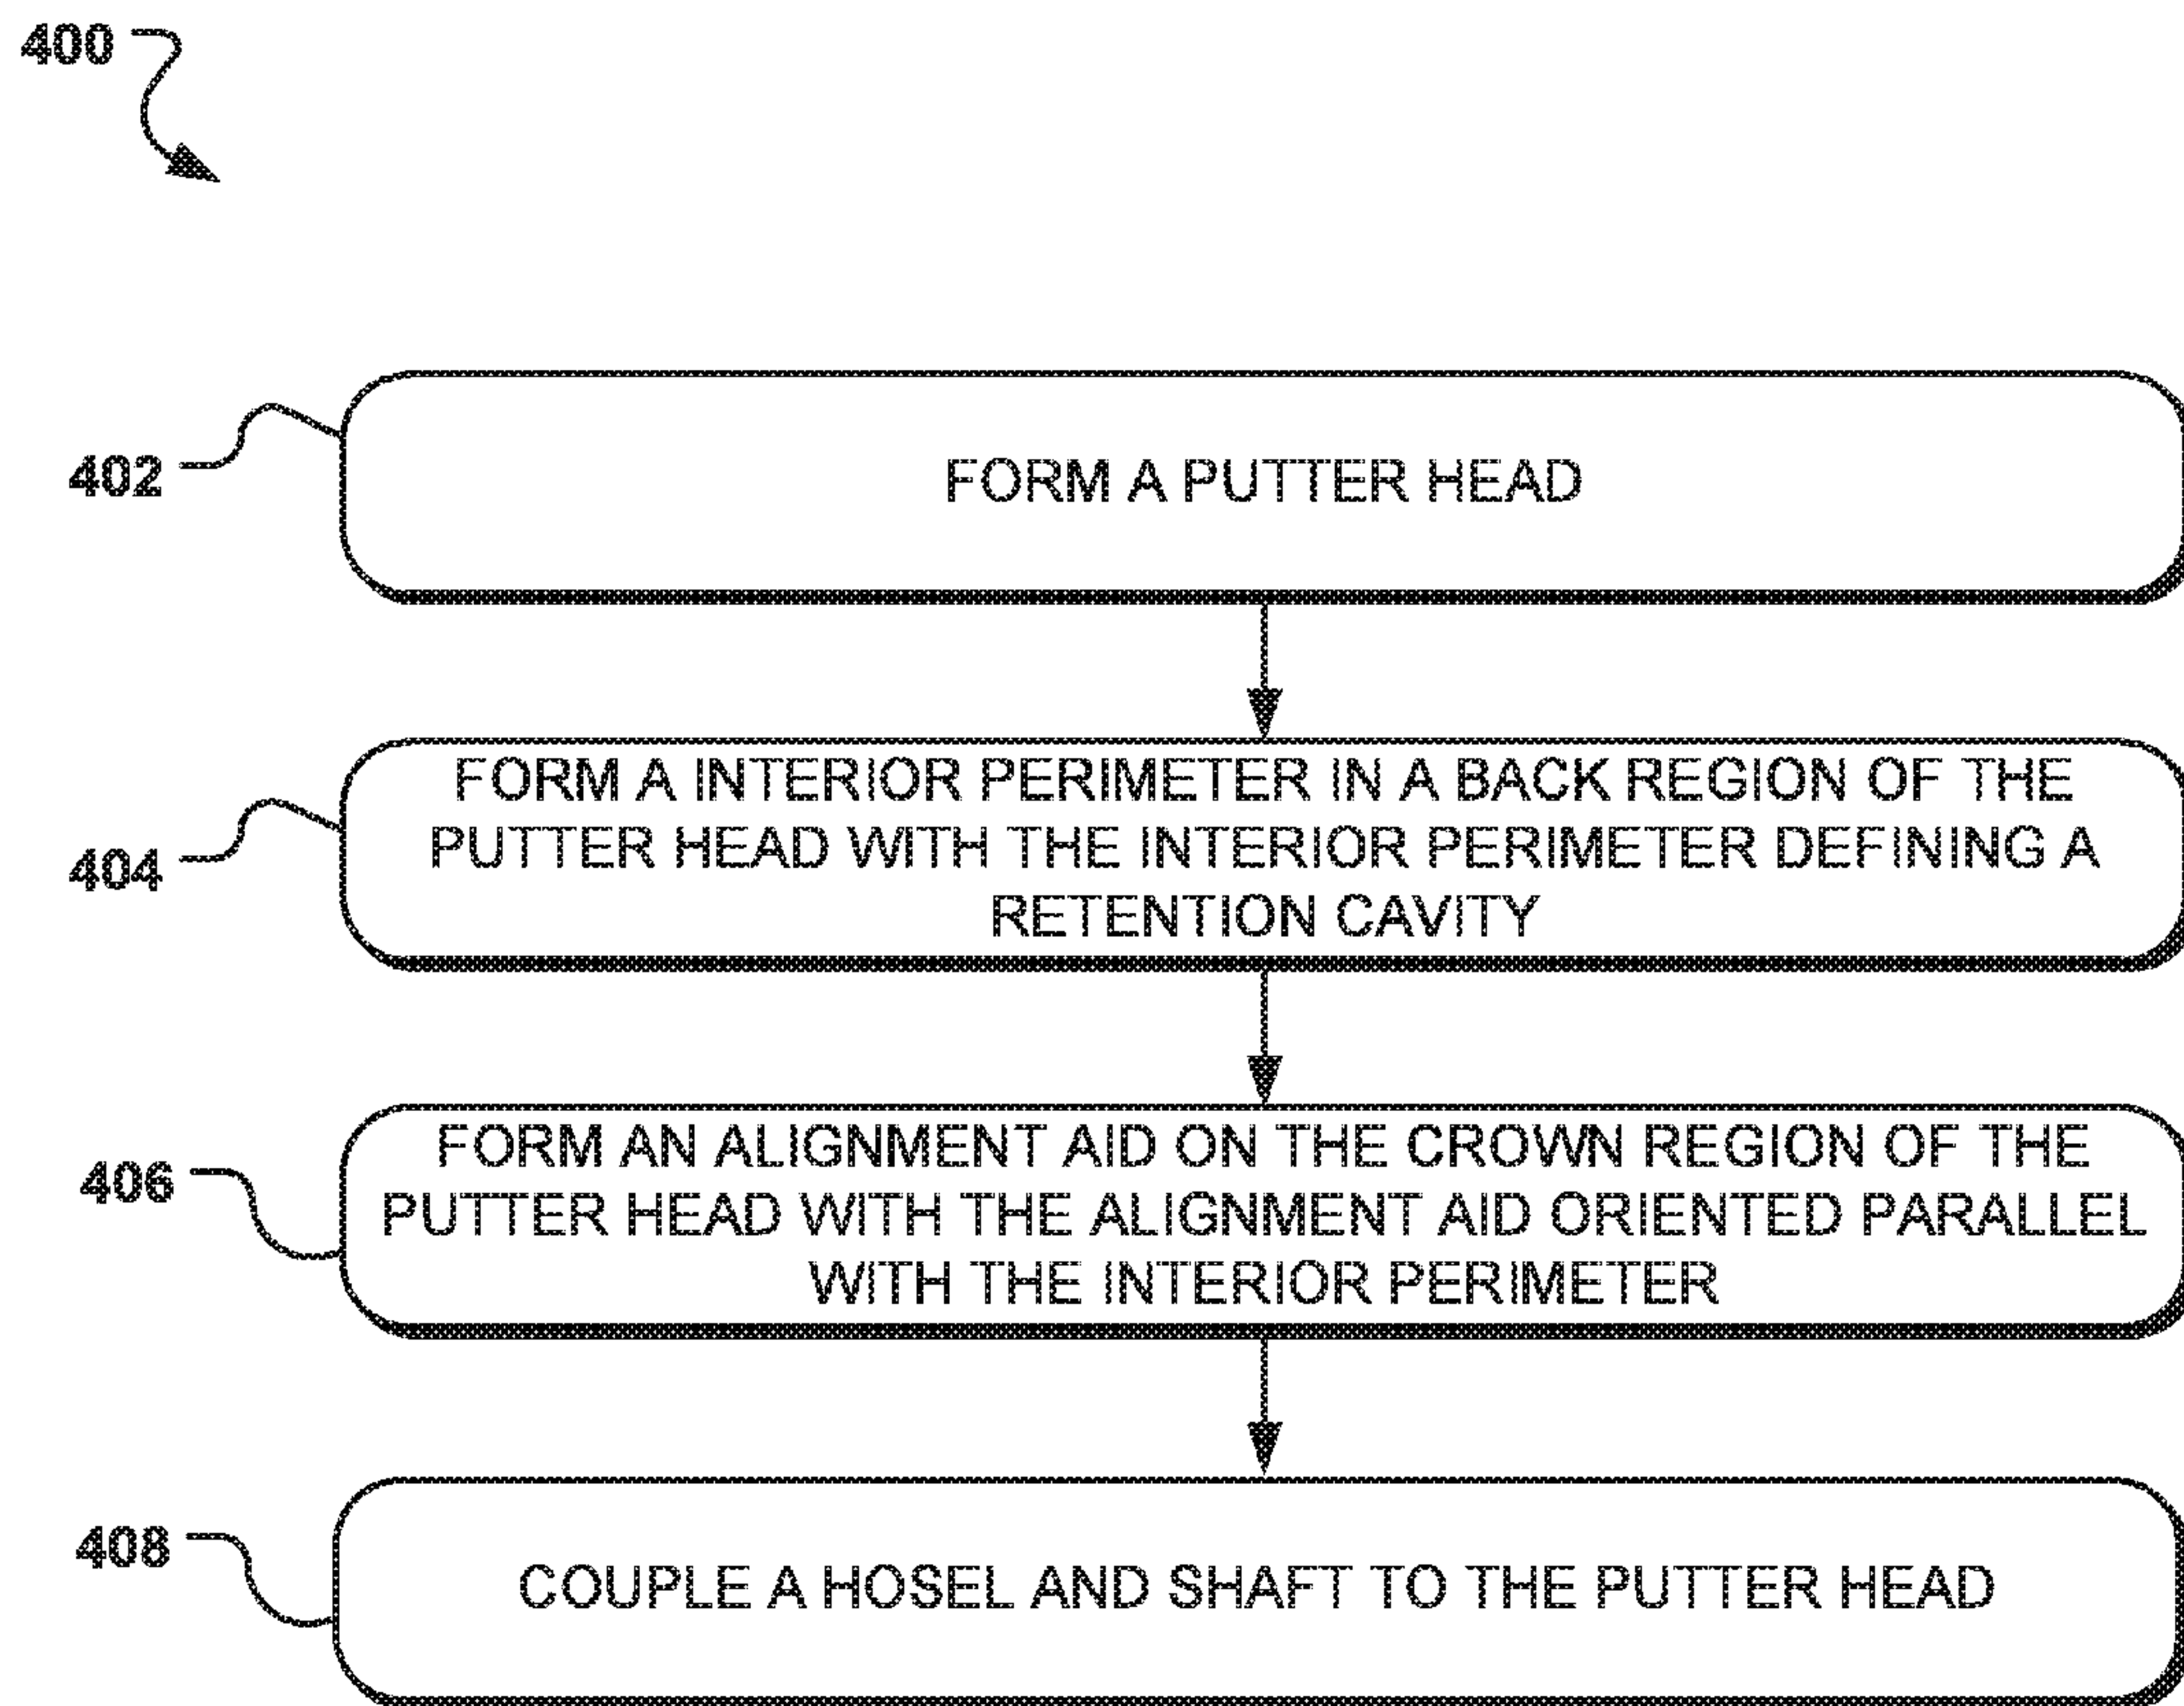 400
402
FORM A PUTTER HEAD
404
FORM A INTERIOR PERIMETER IN A BACK REGION OF THE
PUTTER HEAD WITH THE INTERIOR PERIMETER DEFINING A
RETENTION CAVITY
406
FORM AN ALIGNMENT AID ON THE CROWN REGION OF THE
PUTTER HEAD WITH THE ALIGNMENT AID ORIENTED PARALLEL
WITH THE INTERIOR PERIMETER
408
COUPLE A HOSEL AND SHAFT TO THE PUTTER HEAD